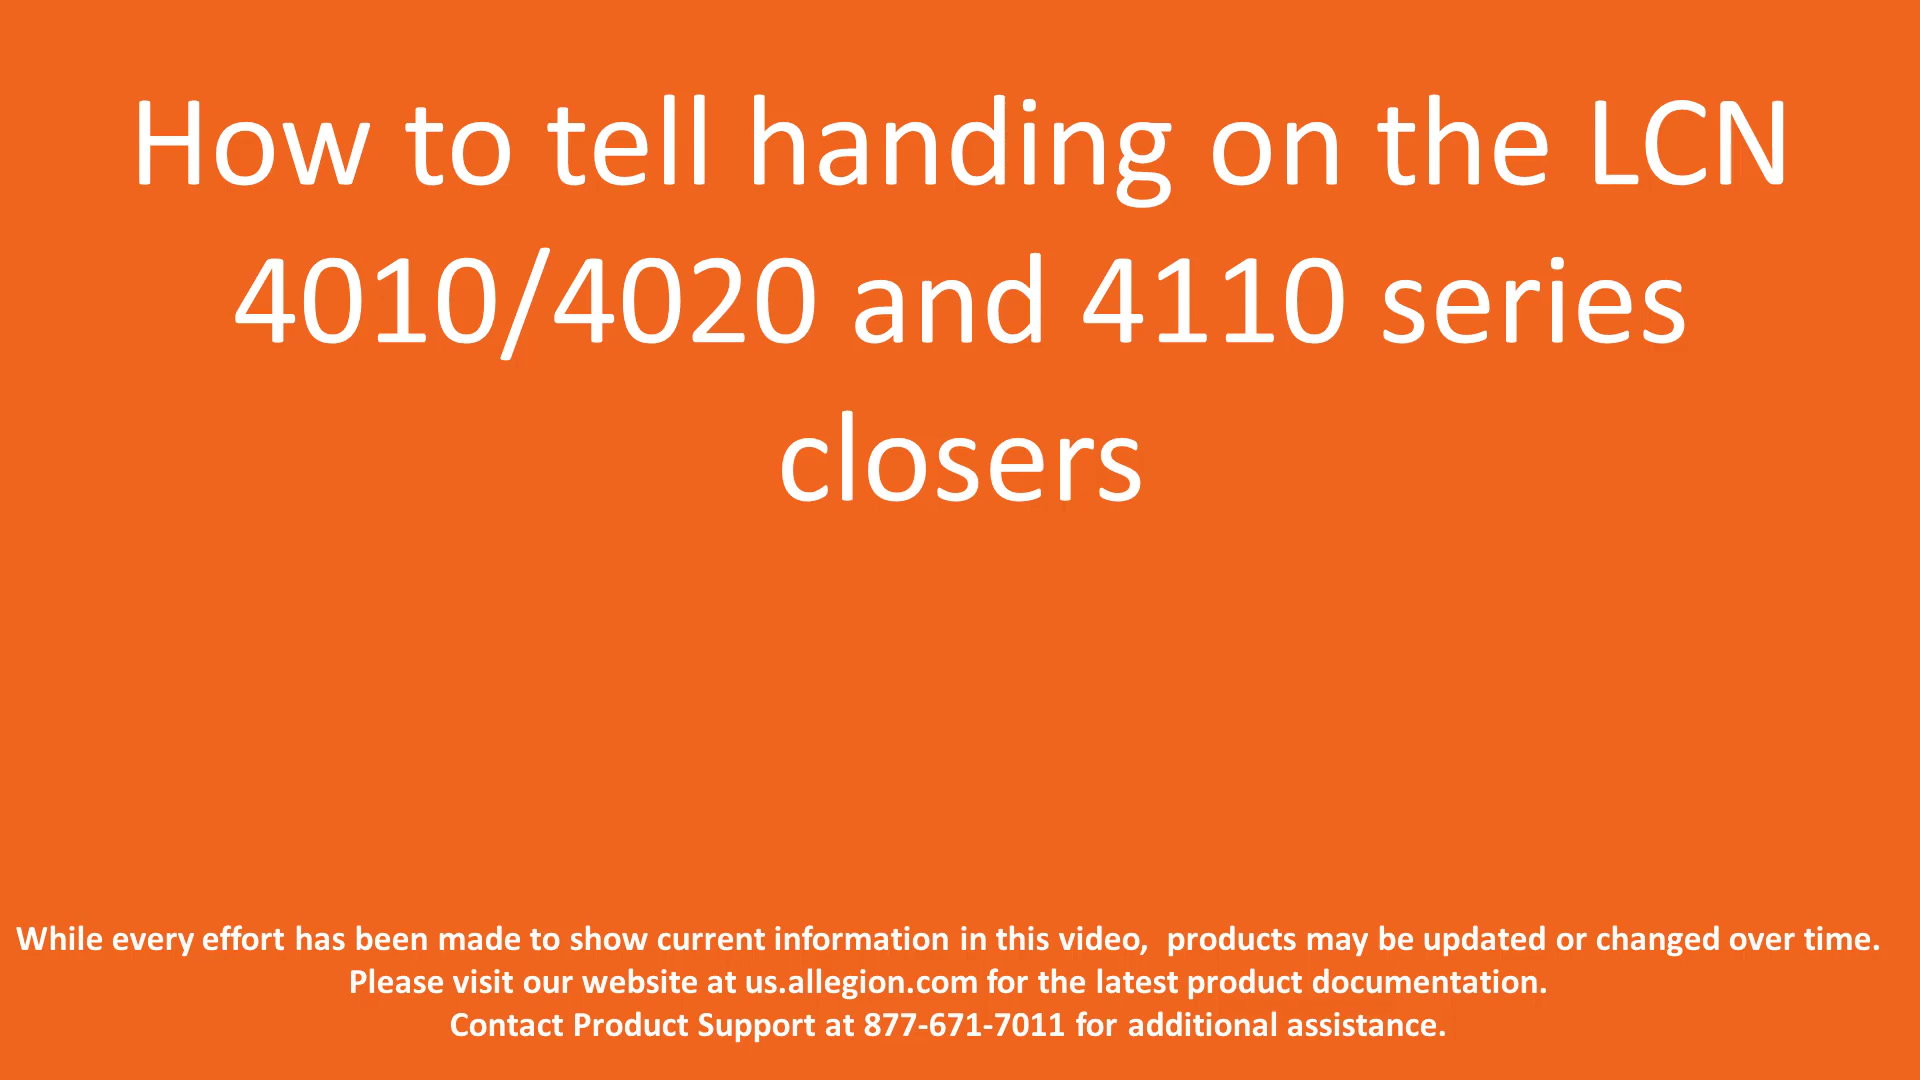 How to tell handing on the LCN
4010/4020 and 4110 series
closers
While every effort has been made to show current information in this video,  products may be updated or changed over time.
Please visit our website at us.allegion.com for the latest product documentation.
Contact Product Support at 877-671-7011 for additional assistance.